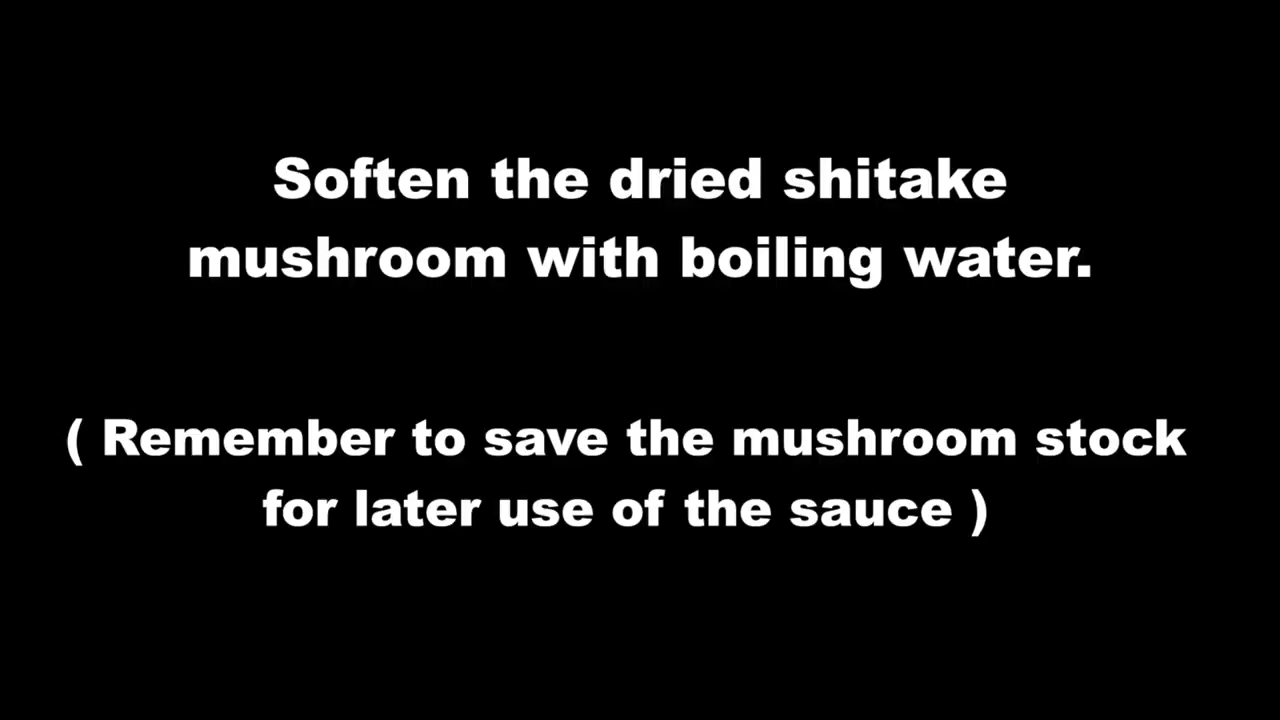 Soften the dried shitake
mushroom with boiling water.
( Remember to save the mushroom stock
for later use of the sauce )